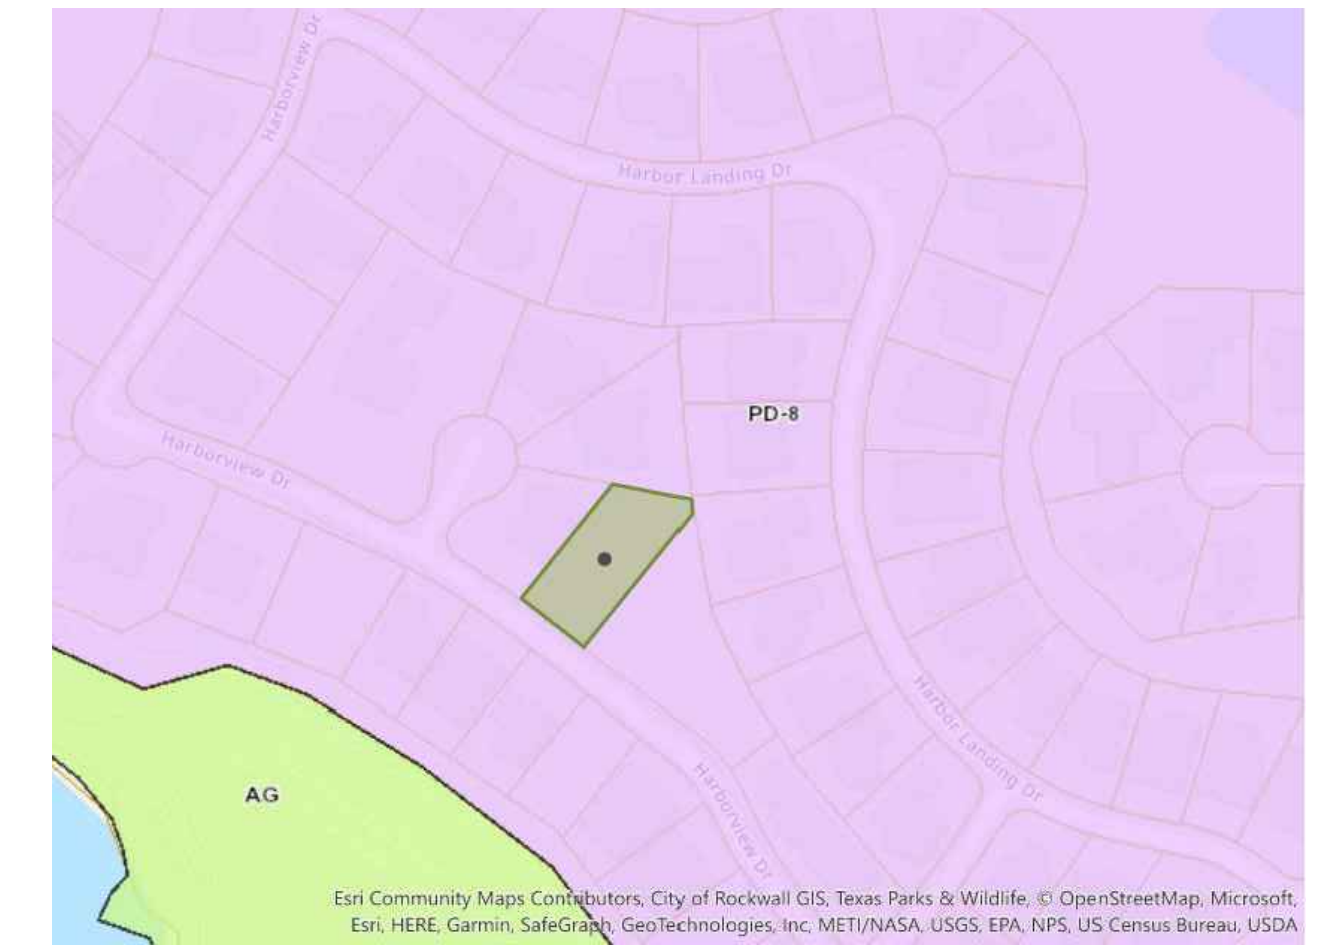 Harborview Dr
Harbor Landing Dr
PD-8
Harborview Dr
Harbor Landing Dr
Harborview Dr
AG
Esri Community Maps Contributors, City of Rockwall GIS, Texas Parks & Wildlife, © OpenStreetMap, Microsoft,
Esri, HERE, Garmin, SafeGraph, GeoTechnologies, Inc, METI/NASA, USGS, EPA, NPS, US Census Bureau, USDA